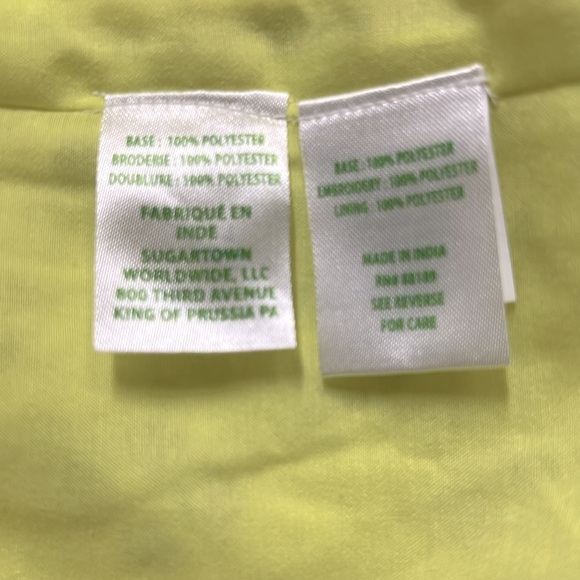 BASE : 100% POLYESTER
BRODERIE : 100% POLYESTER
DOUBLURE : 100% POLYESTER
FABRIQUÉ EN
INDE
SUGARTOWN
WORLDWIDE, LLC
800 THIRD AVENUE
KING OF PRUSSIA PA
BASE : 100% POLYESTER
EMBROIDERY : 100% POLYESTER
LINING : 100% POLYESTER
MADE IN INDIA
RN# 88189
SEE REVERSE
FOR CARE